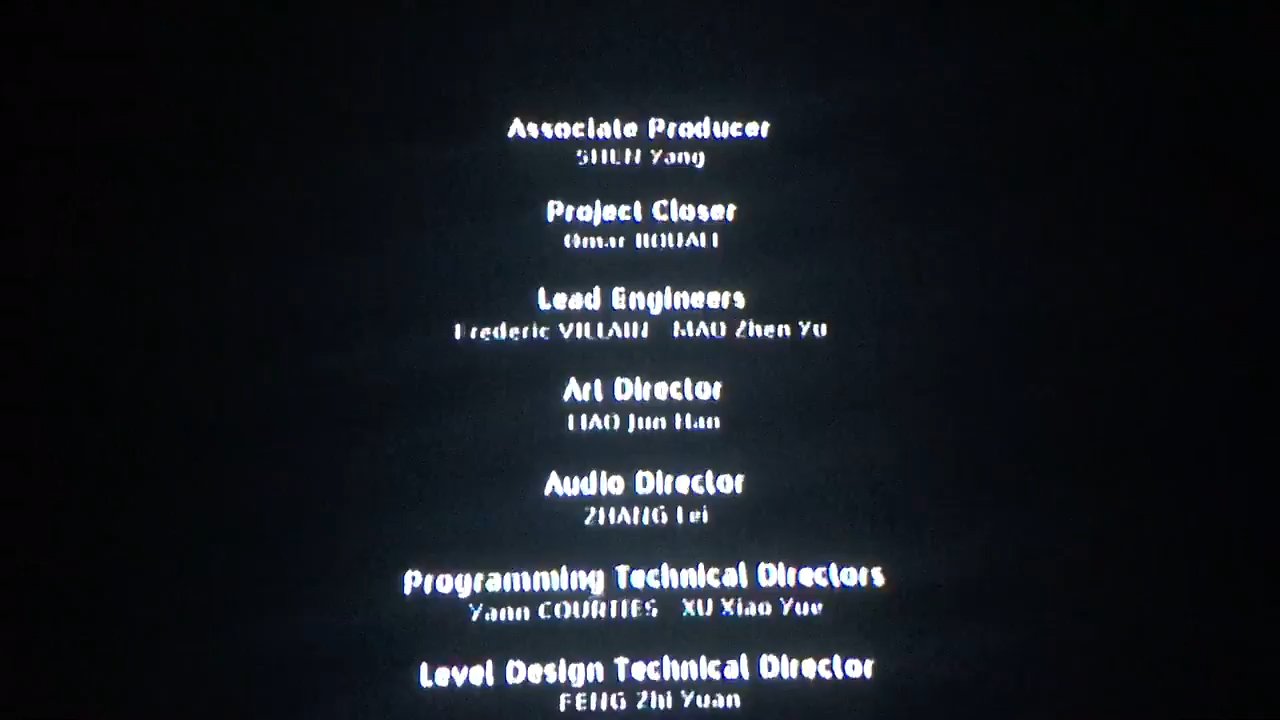 Associate Producer
SHEN Yang
Project Closer
Omar BOUALI
Lead Engineers
Frederic VILLAIN MAO Zhen Yu
Art Director
Jun Han
Audio Director
ZHANG Lei
Programming Technical Directors
Yann COURTIES XU Xiao Yue
Level Design Technical Director
FENG Zhi Yuan